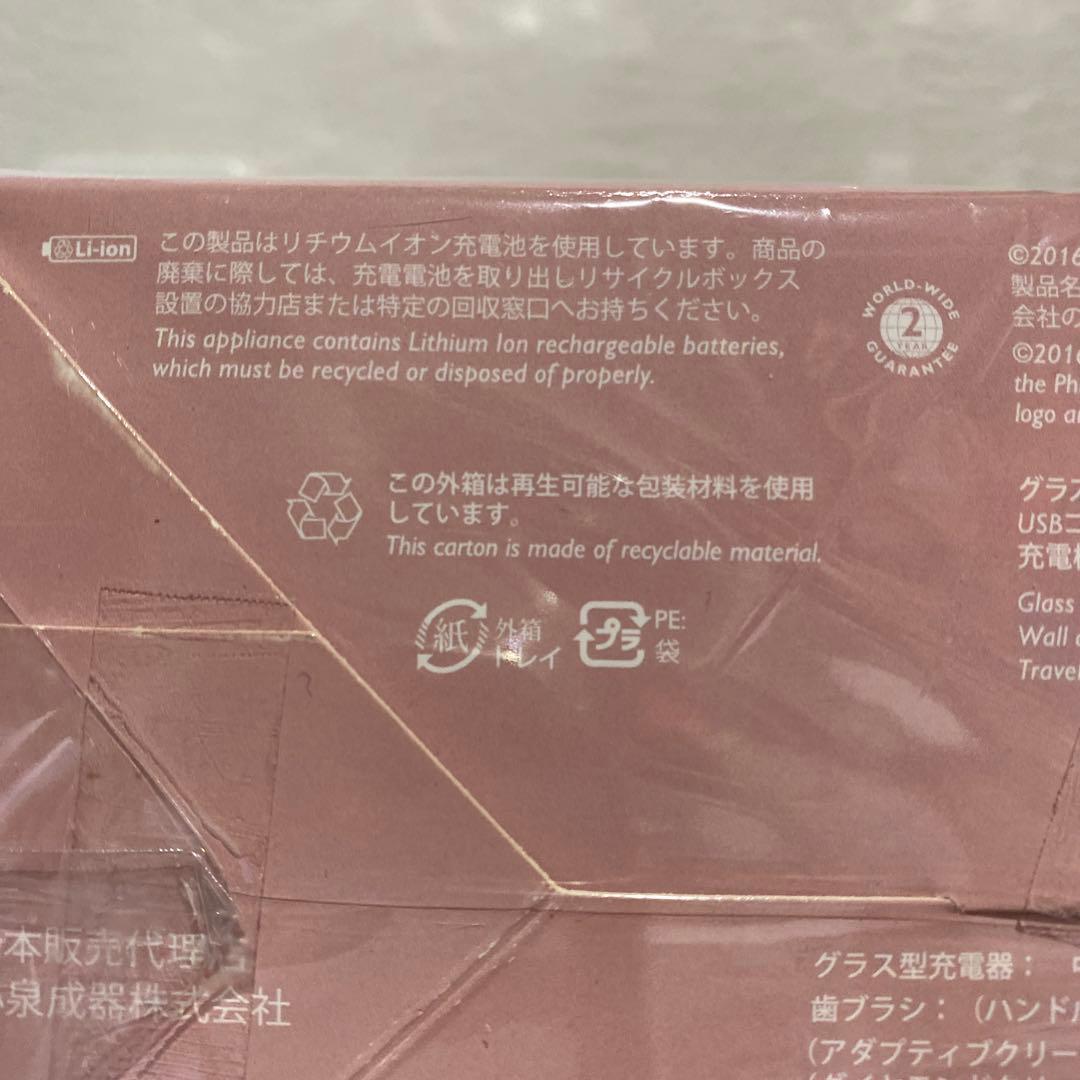 Li-ion
この製品はリチウムイオン充電池を使用しています。商品の
廃棄に際しては、充電電池を取り出しリサイクルボックス
設置の協力店または特定の回収窓口へお持ちください。
This appliance contains Lithium Ion rechargeable batteries,
which must be recycled or disposed of properly.
WORLD-WIDE
2
YEAR
GUARANTEE
©2016
製品名
会社の
©2016
the Ph
logo a
この外箱は再生可能な包装材料を使用
しています。
This carton is made of recyclable material.
紙
外箱
トレイ
プラ
PE:
袋
グラス
USBコ
充電
Glass
Wall
Travel
本販売代理店
小泉成器株式会社
グラス型充電器：
歯ブラシ：（ハンドル
（アダプティブクリー